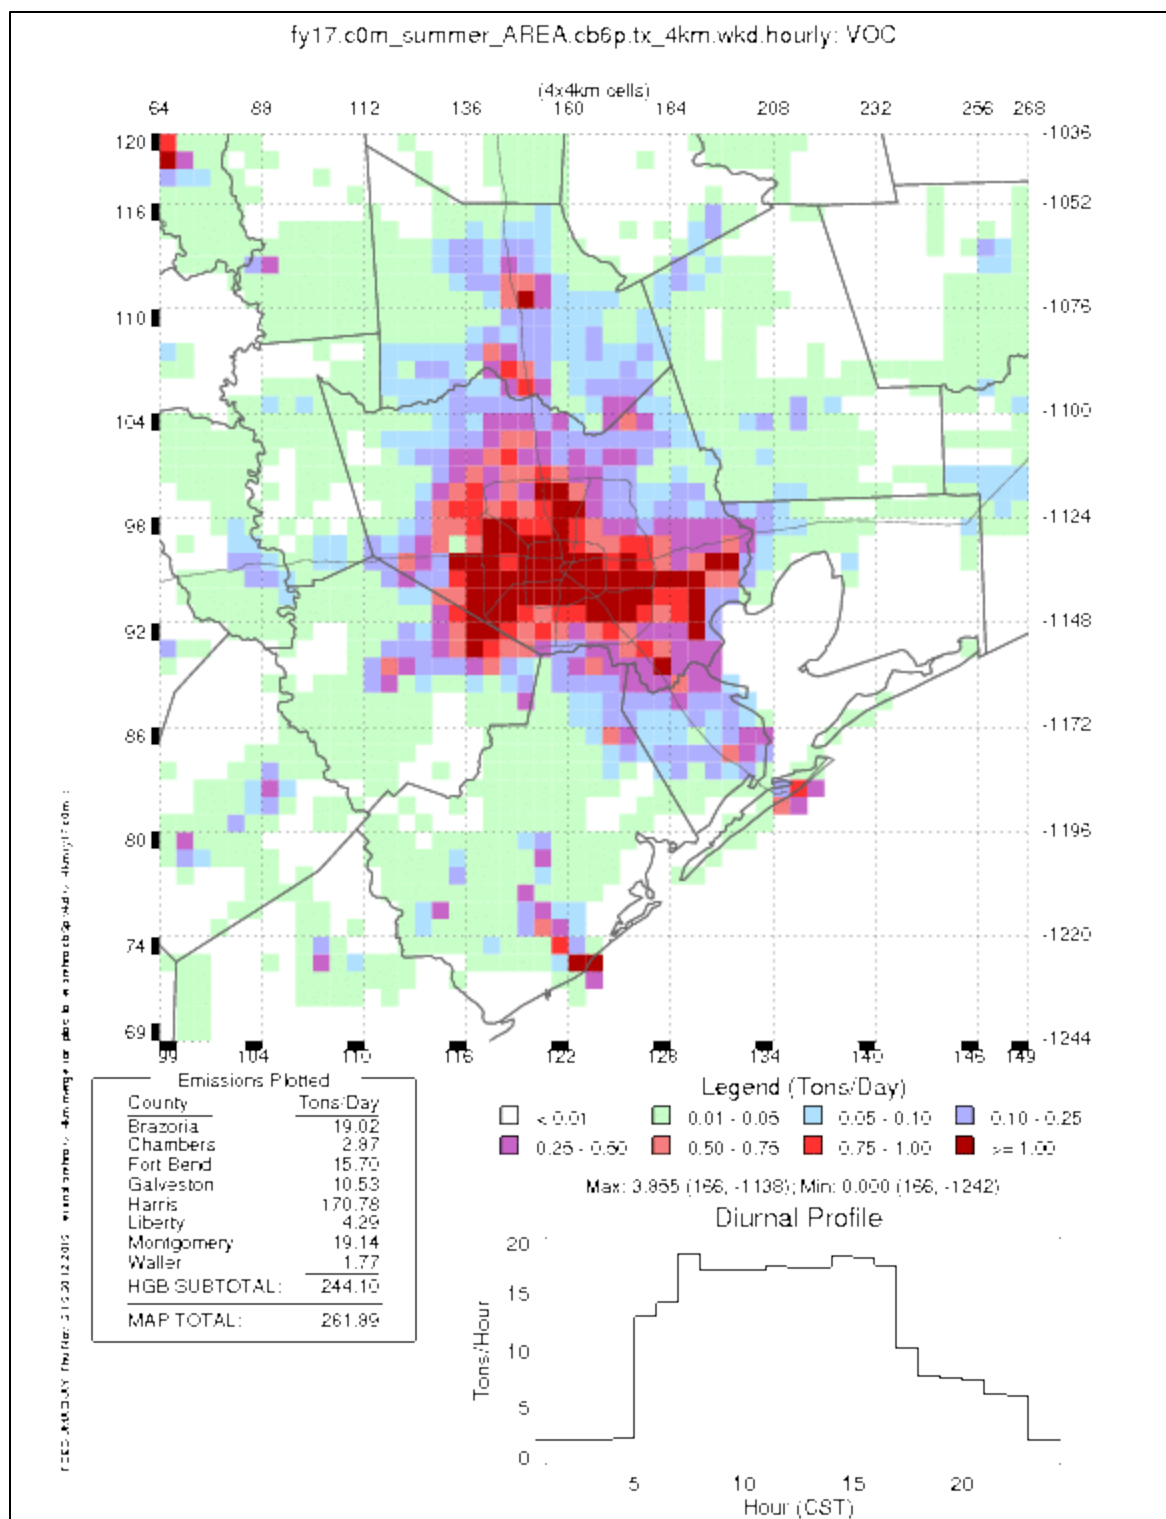 fy17.c0m_summer_AREA.cb6p.tx_4km.wkd.hourly: VOC
(4x4km cells)
64 88 112 136 160 184 208 232 256 268
120 -1036
116 -1052
110 -1076
104 -1100
98 -1124
92 -1148
86 -1172
80 -1196
74 -1220
69 -1244
99 104 110 116 122 128 134 140 146 149
Emissions Plotted
County Tons/Day
Brazoria 19.02
Chambers 2.87
Fort Bend 15.70
Galveston 10.53
Harris 170.78
Liberty 4.29
Montgomery 19.14
Waller 1.77
HGB SUBTOTAL: 244.10
MAP TOTAL: 261.99
Legend (Tons/Day)
< 0.01 0.01 - 0.05 0.05 - 0.10 0.10 - 0.25
0.25 - 0.50 0.50 - 0.75 0.75 - 1.00 >= 1.00
Max: 3.955 (166, -1138); Min: 0.000 (166, -1242)
Diurnal Profile
Tons/Hour
20
15
10
5
0
5 10 15 20
Hour (CST)